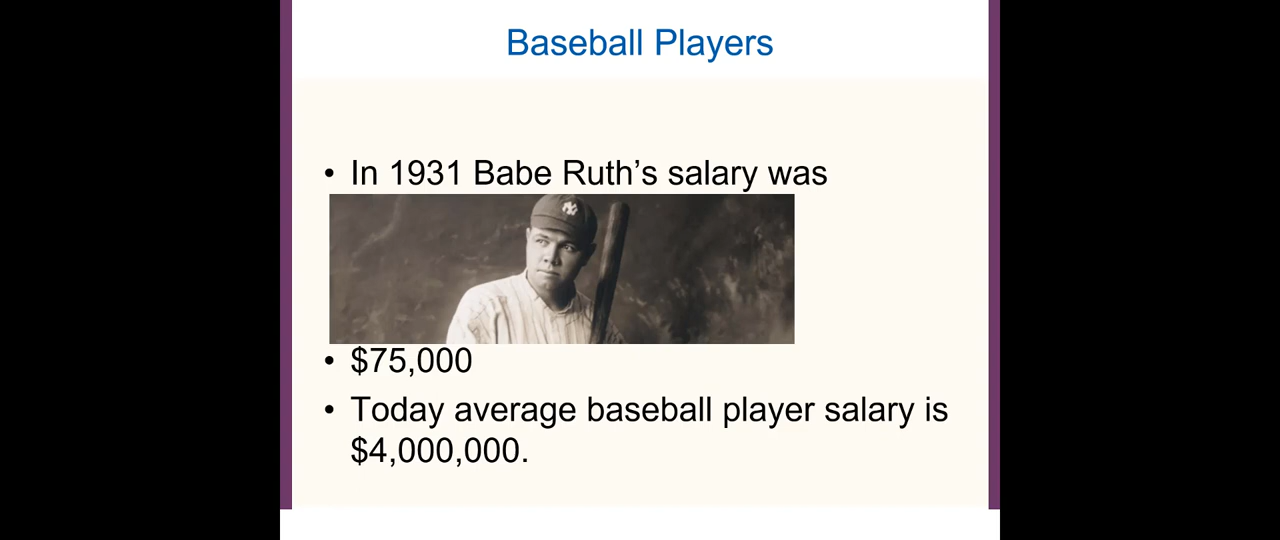 Baseball Players
• In 1931 Babe Ruth’s salary was
• $75,000
• Today average baseball player salary is
$4,000,000.